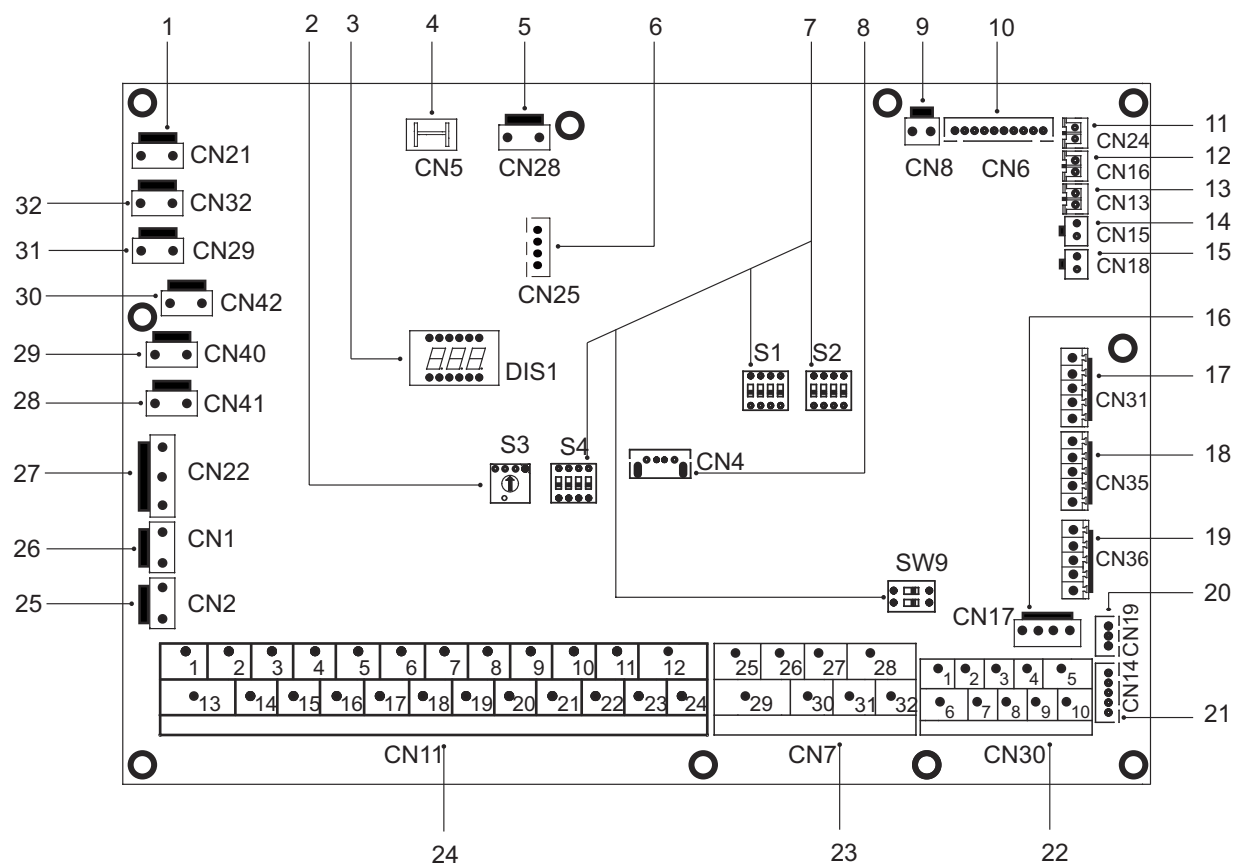 1 2 3 4 5 6 7 8 9 10
CN21
CN5
CN28
CN8
CN6
CN24
11
CN16
12
CN13
13
CN15
14
CN18
15
32
CN32
31
CN29
CN25
30
CN42
16
29
CN40
DIS1
S1
S2
28
CN41
CN31
17
27
CN22
S3
S4
CN4
CN35
18
26
CN1
CN36
19
25
CN2
SW9
20
CN17
CN19
CN14
21
1 2 3 4 5 6 7 8 9 10 11 12
13 14 15 16 17 18 19 20 21 22 23 24
25 26 27 28
29 30 31 32
1 2 3 4 5
6 7 8 9 10
CN11
CN7
CN30
24
23
22